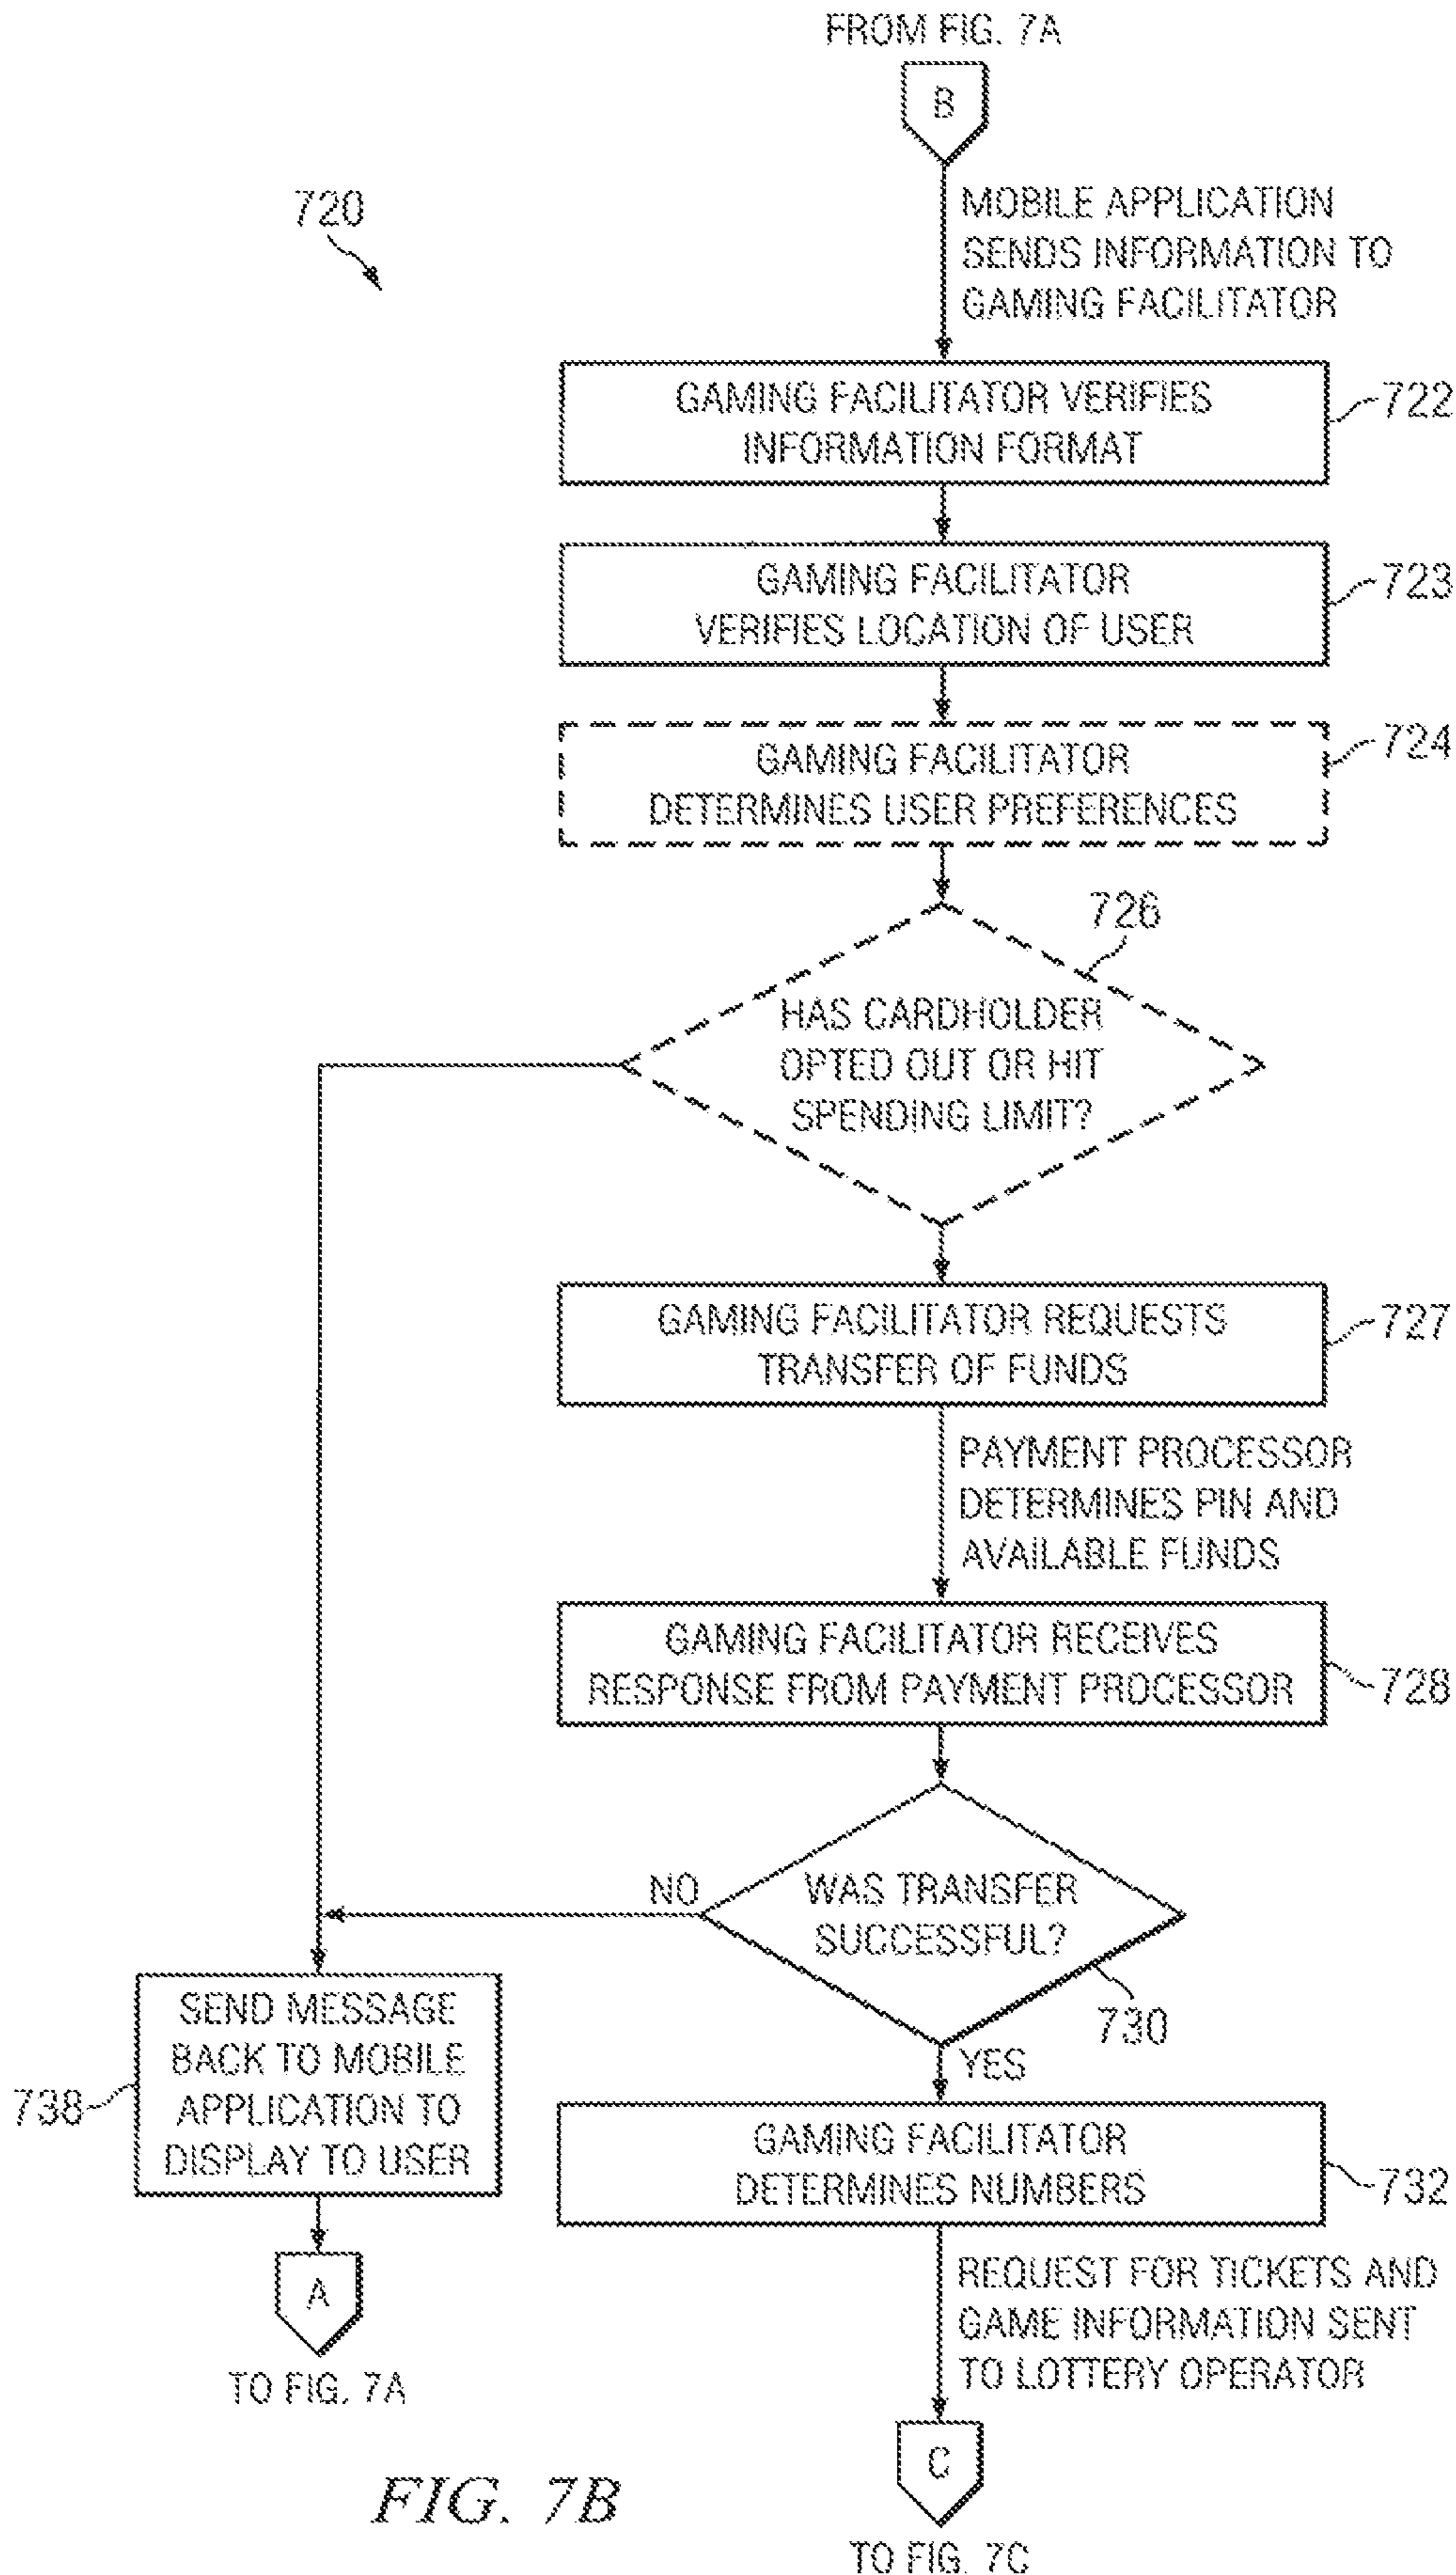 FROM FIG. 7A
B
720
MOBILE APPLICATION
SENDS INFORMATION TO
GAMING FACILITATOR
GAMING FACILITATOR VERIFIES
INFORMATION FORMAT
722
GAMING FACILITATOR
VERIFIES LOCATION OF USER
723
GAMING FACILITATOR
DETERMINES USER PREFERENCES
724
726
HAS CARDHOLDER
OPTED OUT OR HIT
SPENDING LIMIT?
GAMING FACILITATOR REQUESTS
TRANSFER OF FUNDS
727
PAYMENT PROCESSOR
DETERMINES PIN AND
AVAILABLE FUNDS
GAMING FACILITATOR RECEIVES
RESPONSE FROM PAYMENT PROCESSOR
728
NO
WAS TRANSFER
SUCCESSFUL?
730
YES
SEND MESSAGE
BACK TO MOBILE
APPLICATION TO
DISPLAY TO USER
738
GAMING FACILITATOR
DETERMINES NUMBERS
732
A
TO FIG. 7A
REQUEST FOR TICKETS AND
GAME INFORMATION SENT
TO LOTTERY OPERATOR
C
TO FIG. 7C
FIG. 7B